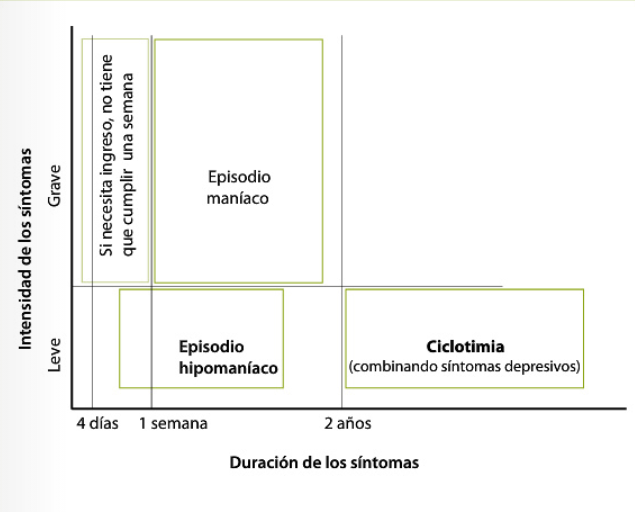 Intensidad de los síntomas
Grave
Leve
Si necesita ingreso, no tiene
que cumplir una semana
Episodio
maníaco
Episodio
hipomaníaco
Ciclotimia
(combinando síntomas depresivos)
4 días
1 semana
2 años
Duración de los síntomas